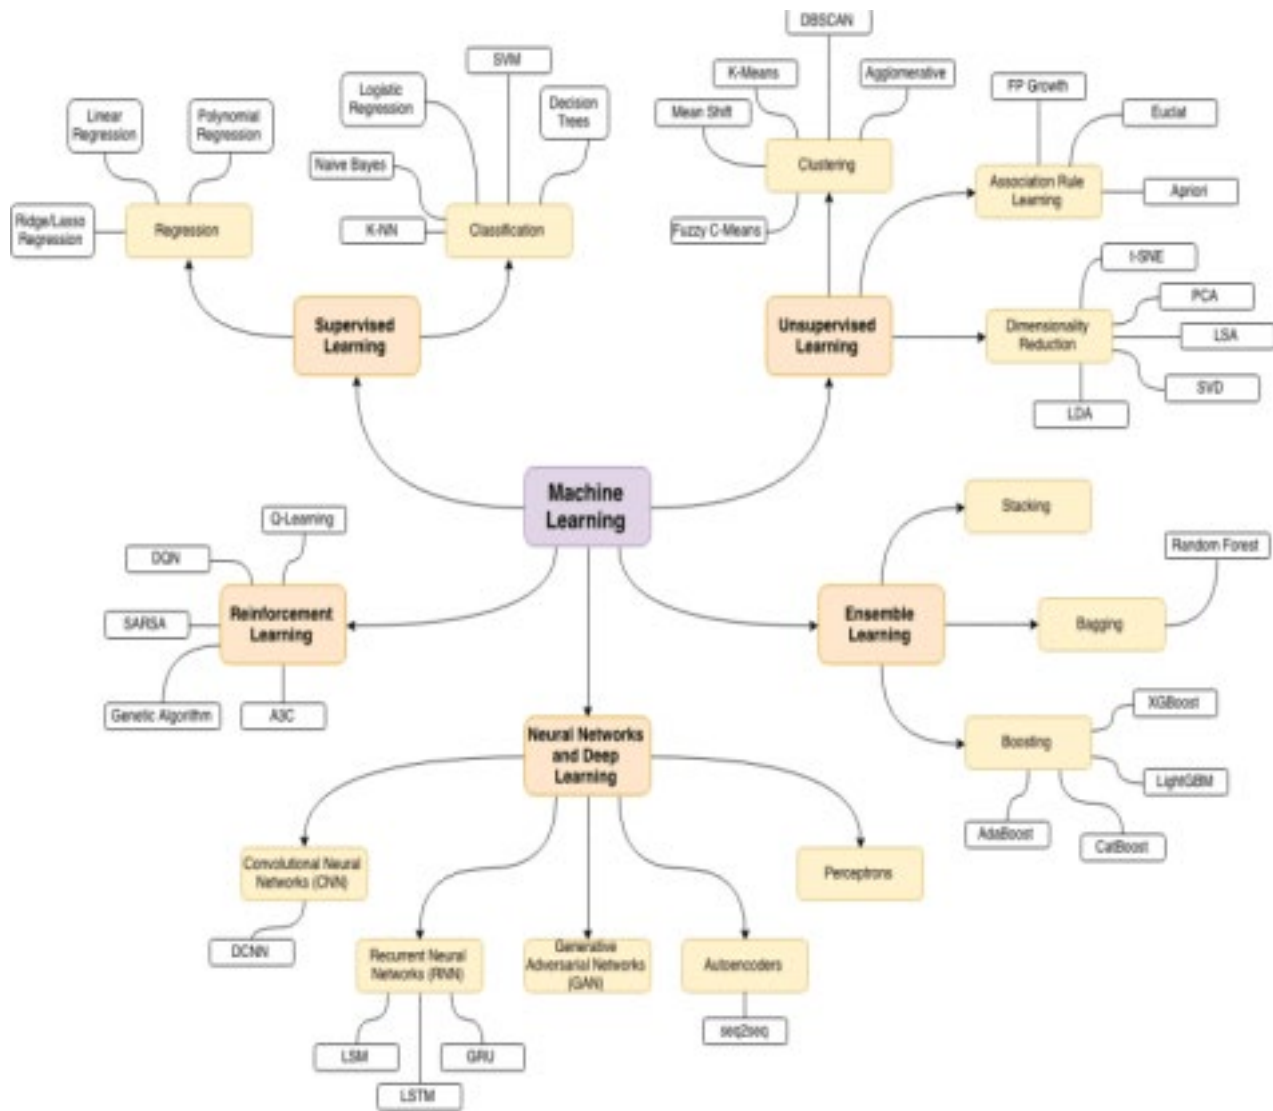 DBSCAN
SVM
K-Means
Agglomerative
Logistic
Regression
FP Growth
Linear
Regression
Polynomial
Regression
Decision
Trees
Mean Shift
Euclat
Clustering
Naive Bayes
Association Rule
Learning
Apriori
Ridge/Lasso
Regression
Regression
K-NN
Classification
Fuzzy C-Means
t-SNE
PCA
Supervised
Learning
Unsupervised
Learning
Dimensionality
Reduction
LSA
SVD
LDA
Machine
Learning
Stacking
Q-Learning
Random Forest
DQN
Reinforcement
Learning
SARSA
Ensemble
Learning
Bagging
Genetic Algorithm
A3C
XGBoost
Neural Networks
and Deep
Learning
Boosting
LightGBM
AdaBoost
CatBoost
Convolutional Neural
Networks (CNN)
Perceptrons
DCNN
Recurrent Neural
Networks (RNN)
Generative
Adversarial Networks
(GAN)
Autoencoders
seq2seq
LSM
GRU
LSTM